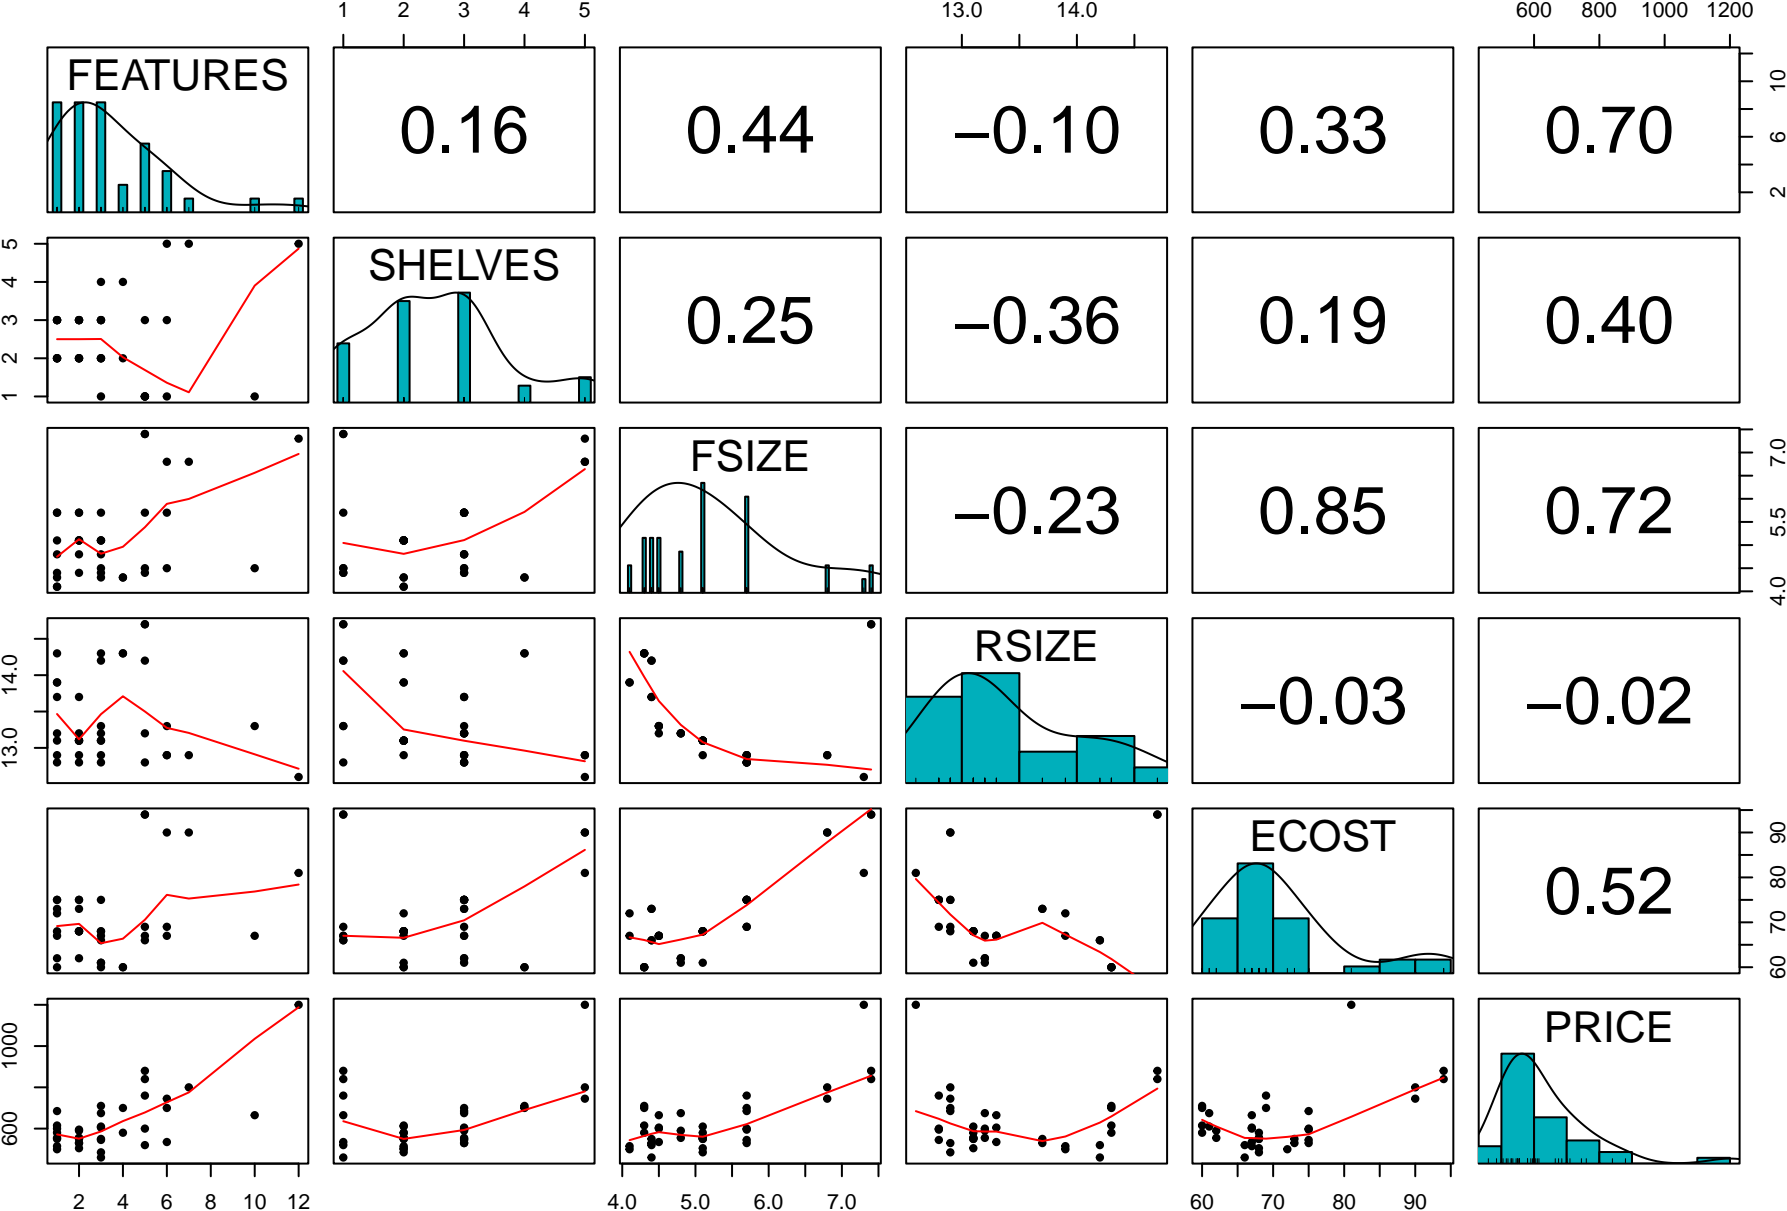 1 2 3 4 5 13.0 14.0 600 800 1000 1200
FEATURES 0.16 0.44 −0.10 0.33 0.70
2 6 10
SHELVES 0.25 −0.36 0.19 0.40
1 2 3 4 5
FSIZE −0.23 0.85 0.72
4.0 5.5 7.0
RSIZE −0.03 −0.02
13.0 14.0
ECOST 0.52
60 70 80 90
PRICE
600 1000
2 4 6 8 10 12 4.0 5.0 6.0 7.0 60 70 80 90